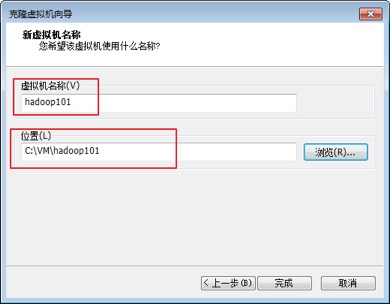 克隆虚拟机向导
新虚拟机名称
您希望该虚拟机使用什么名称?
虚拟机名称(V)
hadoop101
位置(L)
C:\VM\hadoop101
浏览(R)...
< 上一步(B)
完成
取消